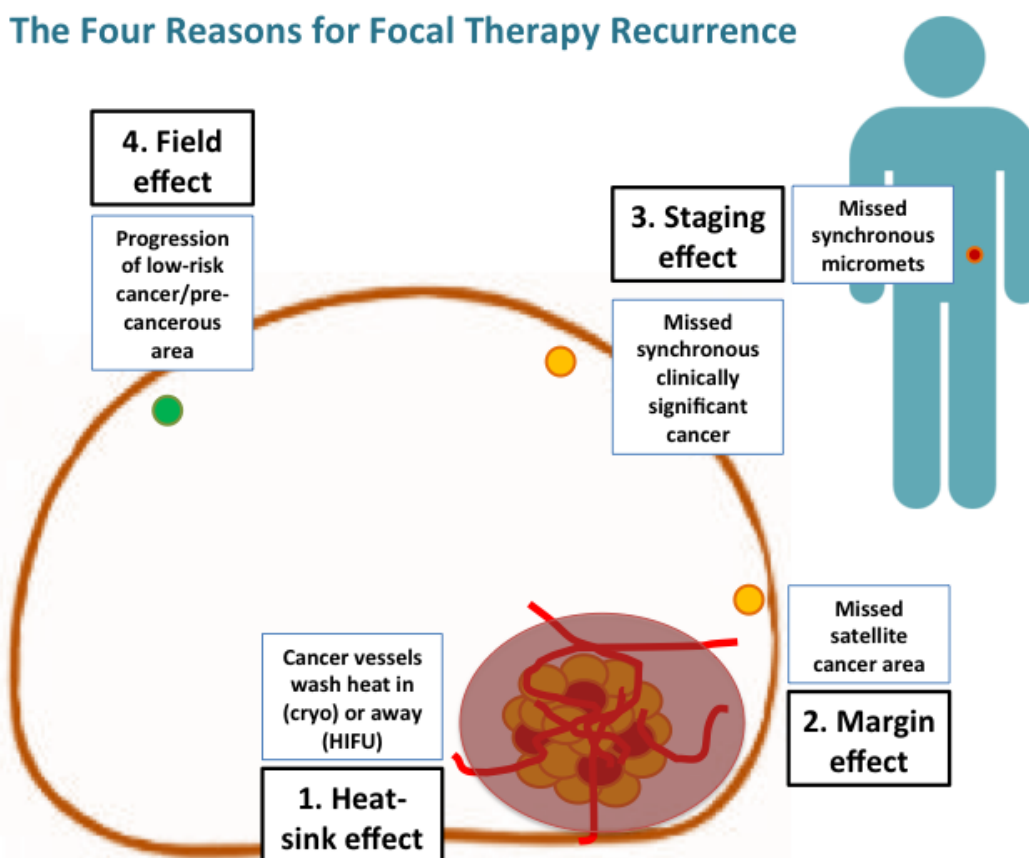 The Four Reasons for Focal Therapy Recurrence
4. Field
effect
Progression
of low-risk
cancer/pre-
cancerous
area
3. Staging
effect
Missed
synchronous
micromets
Missed
synchronous
clinically
significant
cancer
Missed
satellite
cancer area
2. Margin
effect
Cancer vessels
wash heat in
(cryo) or away
(HIFU)
1. Heat-
sink effect